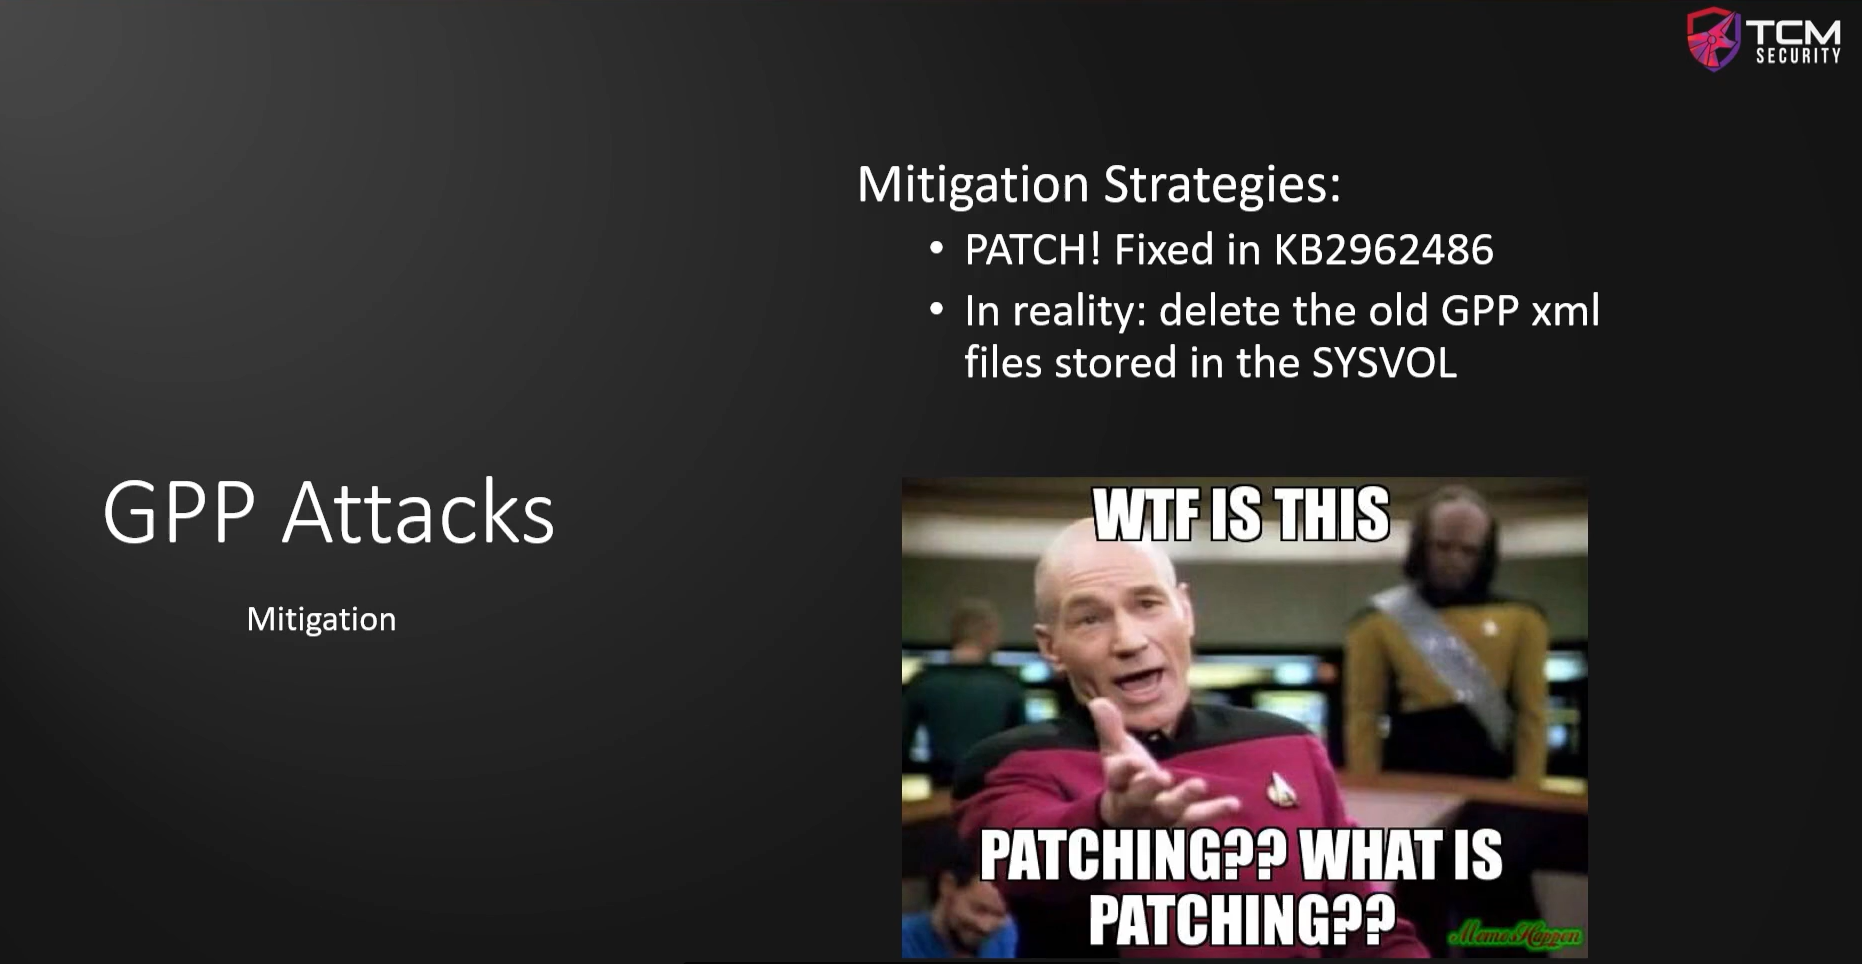 TCM
SECURITY
Mitigation Strategies:
• PATCH! Fixed in KB2962486
• In reality: delete the old GPP xml
files stored in the SYSVOL
GPP Attacks
Mitigation
WTF IS THIS
PATCHING?? WHAT IS
PATCHING??
MemesHappen